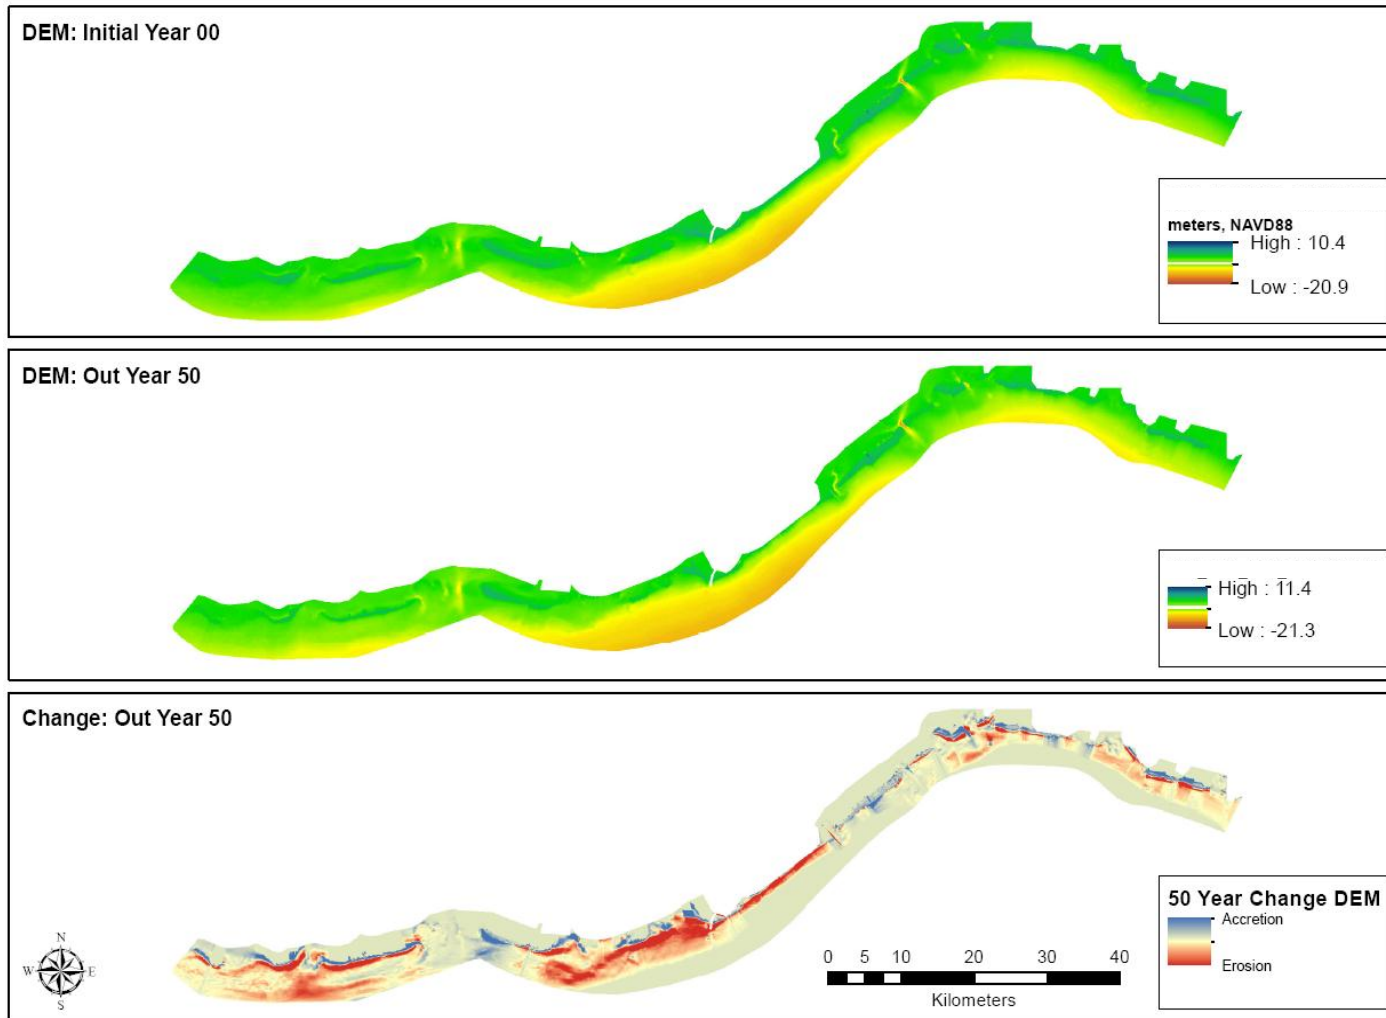 DEM: Initial Year 00
meters, NAVD88
High : 10.4
Low : -20.9
DEM: Out Year 50
High : 11.4
Low : -21.3
Change: Out Year 50
50 Year Change DEM
Accretion
Erosion
N
W E
S
0 5 10 20 30 40
Kilometers